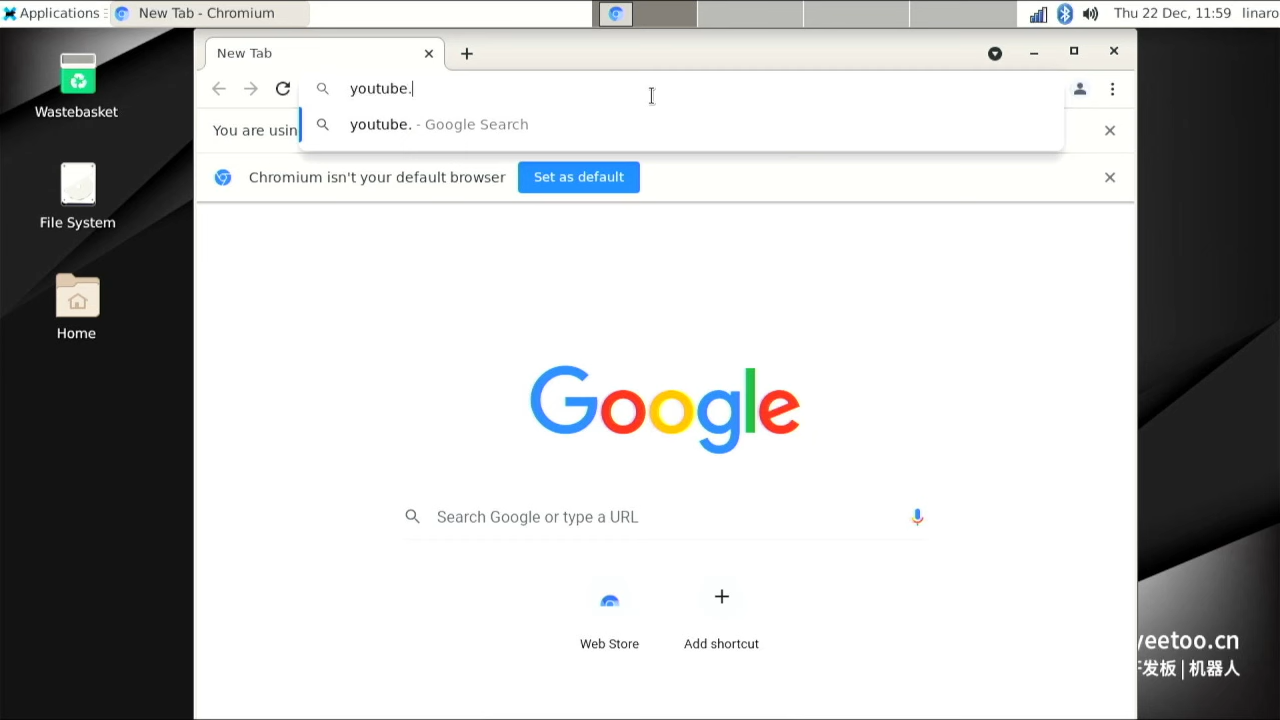 Applications
New Tab - Chromium
Thu 22 Dec, 11:59
linaro
Wastebasket
File System
Home
New Tab
youtube.
youtube. - Google Search
You are usin
Chromium isn't your default browser
Set as default
Google
Search Google or type a URL
Web Store
Add shortcut
yeetoo.cn
发板 | 机器人